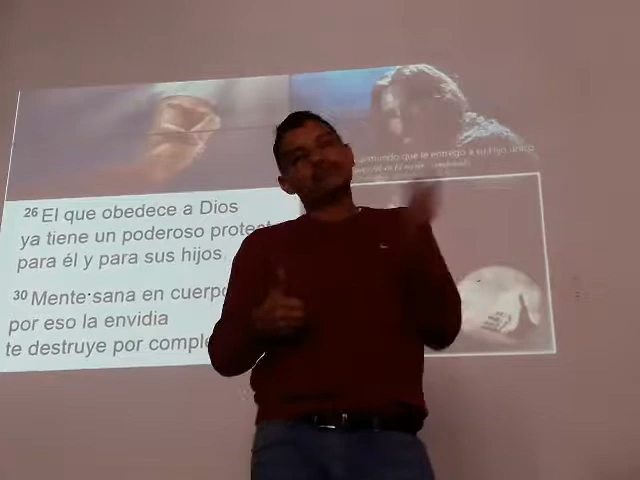 mundo que le entregó a su Hijo único
26 El que obedece a Dios
ya tiene un poderoso protect
para él y para sus hijos.
30 Mente sana en cuerpo
por eso la envidia
te destruye por comple